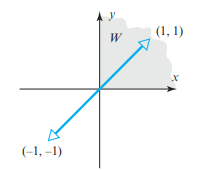 y
W
(1, 1)
x
(–1, –1)